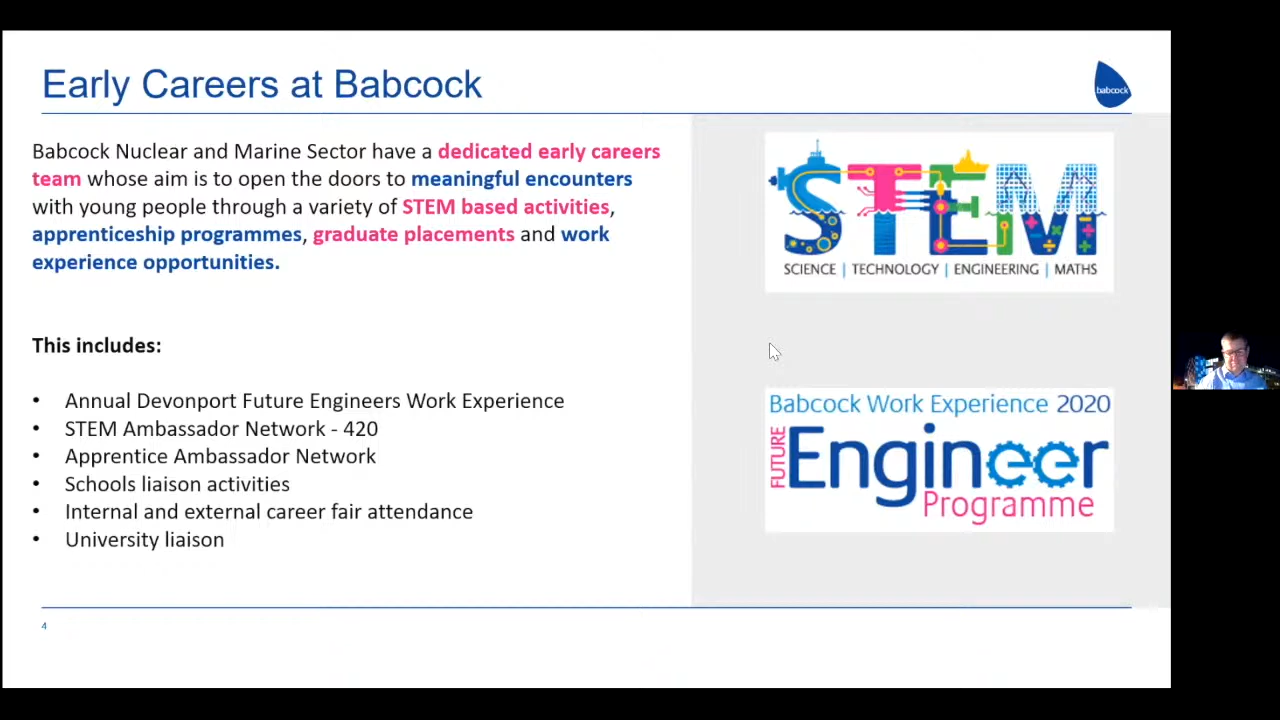 Early Careers at Babcock
babcock
Babcock Nuclear and Marine Sector have a dedicated early careers
team whose aim is to open the doors to meaningful encounters
with young people through a variety of STEM based activities,
apprenticeship programmes, graduate placements and work
experience opportunities.
This includes:
• Annual Devonport Future Engineers Work Experience
• STEM Ambassador Network - 420
• Apprentice Ambassador Network
• Schools liaison activities
• Internal and external career fair attendance
• University liaison
STEM
SCIENCE | TECHNOLOGY | ENGINEERING | MATHS
Babcock Work Experience 2020
FUTURE
Engineer
Programme
4